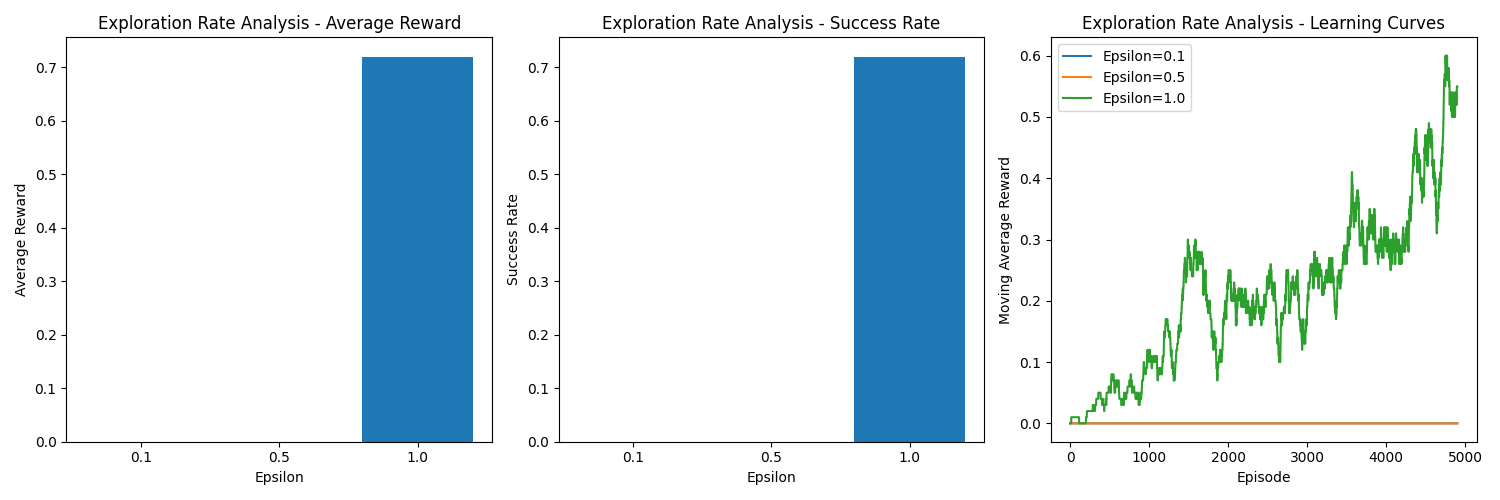 Exploration Rate Analysis - Average Reward
Average Reward
0.7
0.6
0.5
0.4
0.3
0.2
0.1
0.0
0.1 0.5 1.0
Epsilon
Exploration Rate Analysis - Success Rate
Success Rate
0.7
0.6
0.5
0.4
0.3
0.2
0.1
0.0
0.1 0.5 1.0
Epsilon
Exploration Rate Analysis - Learning Curves
Epsilon=0.1
Epsilon=0.5
Epsilon=1.0
Moving Average Reward
0.6
0.5
0.4
0.3
0.2
0.1
0.0
0 1000 2000 3000 4000 5000
Episode